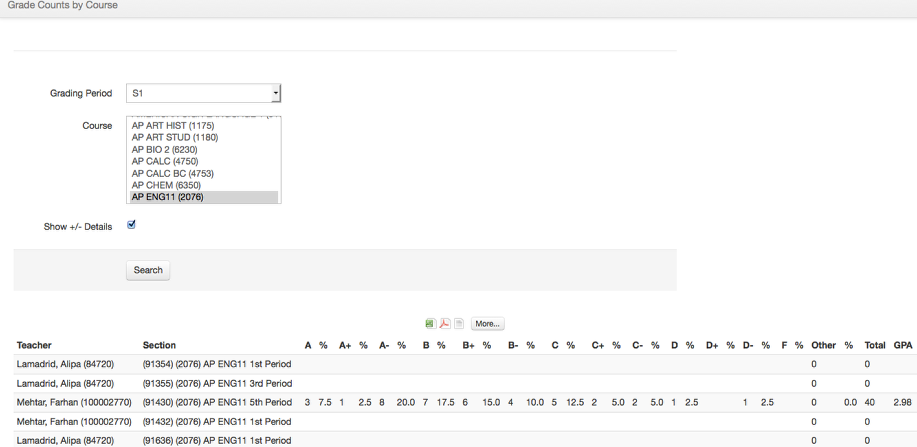 Grade Counts by Course
Grading Period S1
Course
AP ART HIST (1175)
AP ART STUD (1180)
AP BIO 2 (6230)
AP CALC (4750)
AP CALC BC (4753)
AP CHEM (6350)
AP ENG11 (2076)
Show +/- Details
Search
More...
Teacher Section A % A+ % A- % B % B+ % B- % C % C+ % C- % D % D+ % D- % F % Other % Total GPA
Lamadrid, Alipa (84720) (91354) (2076) AP ENG11 1st Period 0 0
Lamadrid, Alipa (84720) (91355) (2076) AP ENG11 3rd Period 0 0
Mehtar, Farhan (100002770) (91430) (2076) AP ENG11 5th Period 3 7.5 1 2.5 8 20.0 7 17.5 6 15.0 4 10.0 5 12.5 2 5.0 2 5.0 1 2.5 1 2.5 0 0.0 40 2.98
Mehtar, Farhan (100002770) (91432) (2076) AP ENG11 1st Period 0 0
Lamadrid, Alipa (84720) (91636) (2076) AP ENG11 1st Period 0 0